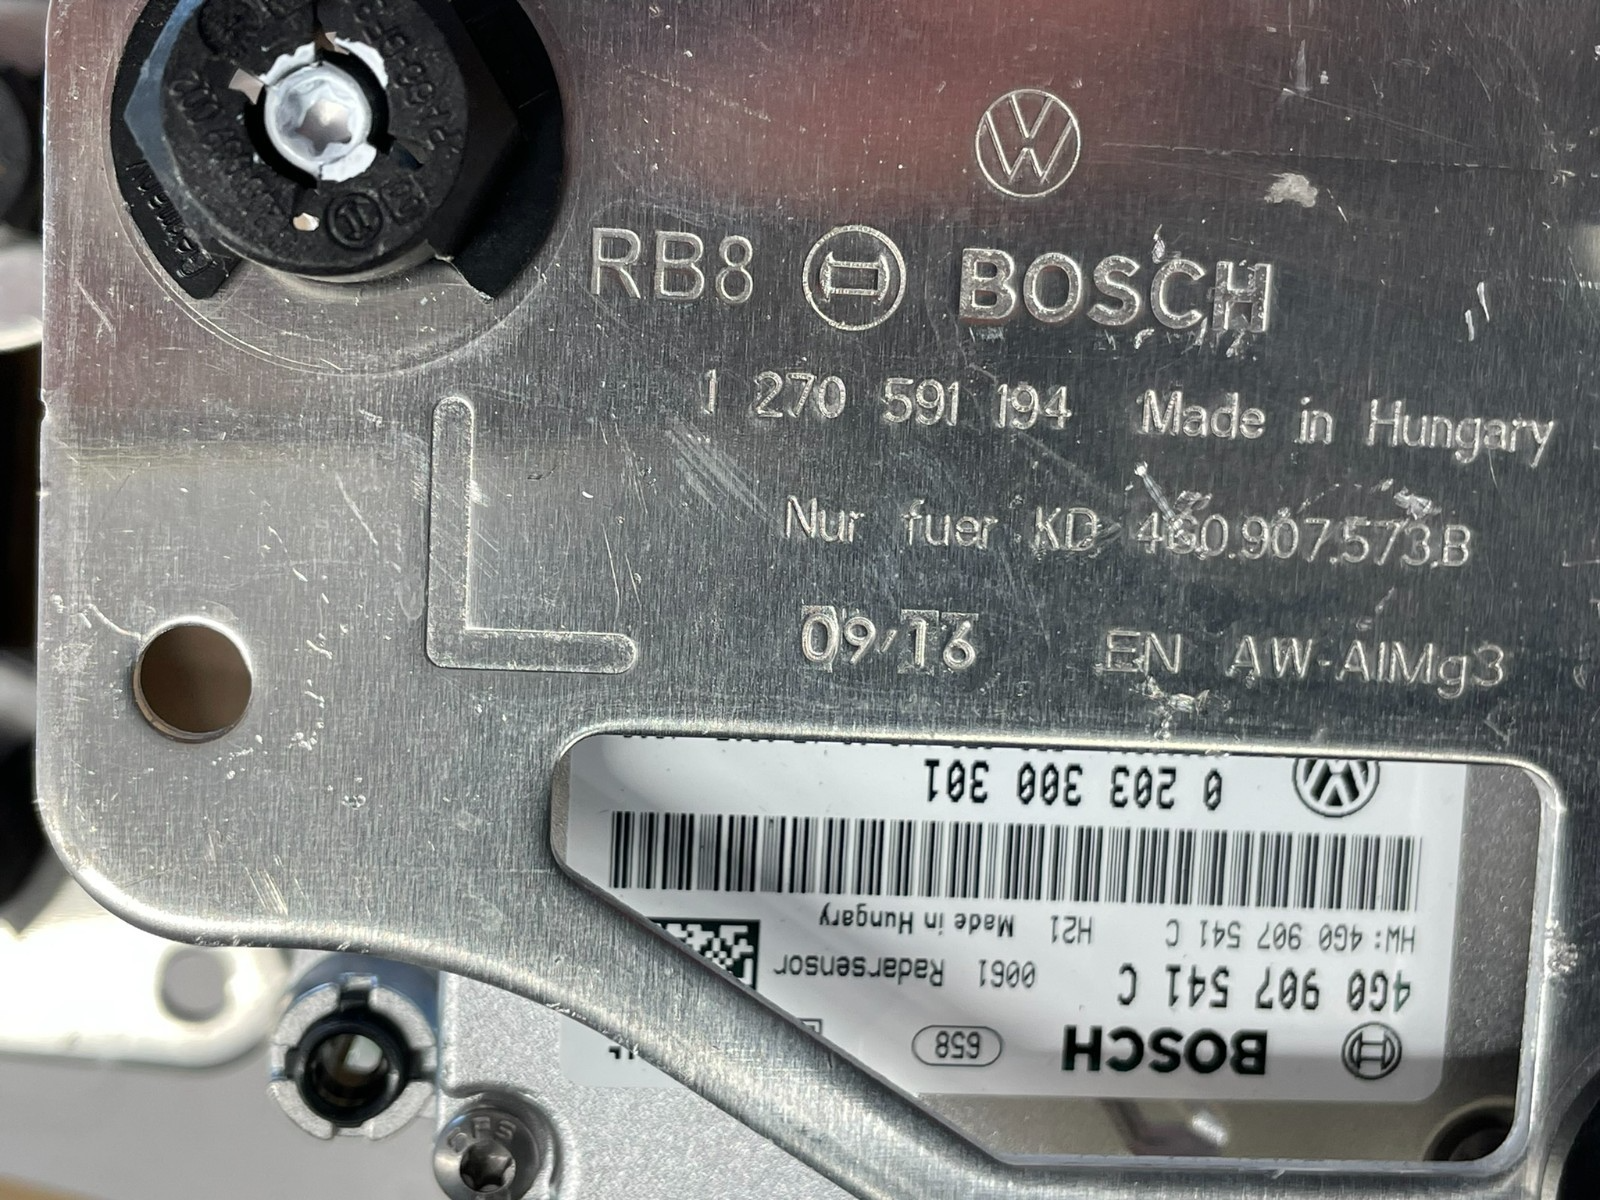 RB8 BOSCH
1 270 591 194 Made in Hungary
Nur fuer KD 4G0.907.573.B
09/16 EN AW-AlMg3
L
BOSCH 658
4G0 907 541 C 0061 Radarsensor
HW: 4G0 907 541 C H21 Made in Hungary
0 203 300 301